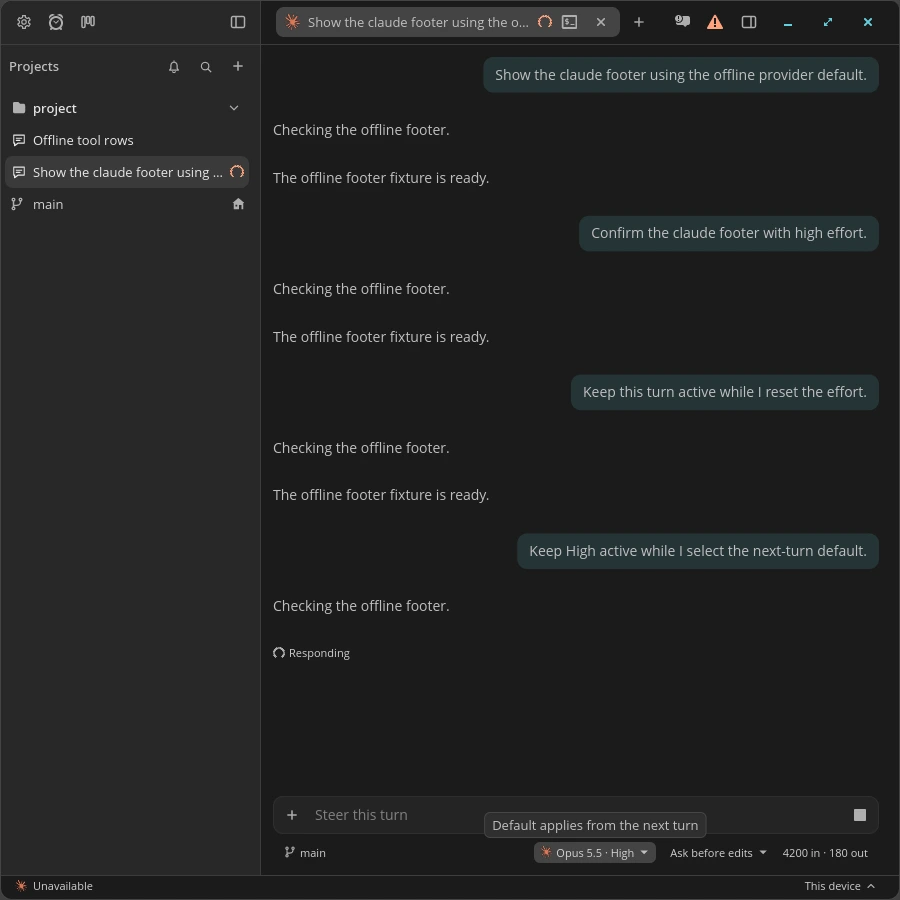 Show the claude footer using the o...
Projects
project
Offline tool rows
Show the claude footer using ...
main
Show the claude footer using the offline provider default.
Checking the offline footer.
The offline footer fixture is ready.
Confirm the claude footer with high effort.
Checking the offline footer.
The offline footer fixture is ready.
Keep this turn active while I reset the effort.
Checking the offline footer.
The offline footer fixture is ready.
Keep High active while I select the next-turn default.
Checking the offline footer.
Responding
Steer this turn
Default applies from the next turn
main
Opus 5.5 · High
Ask before edits
4200 in · 180 out
Unavailable
This device